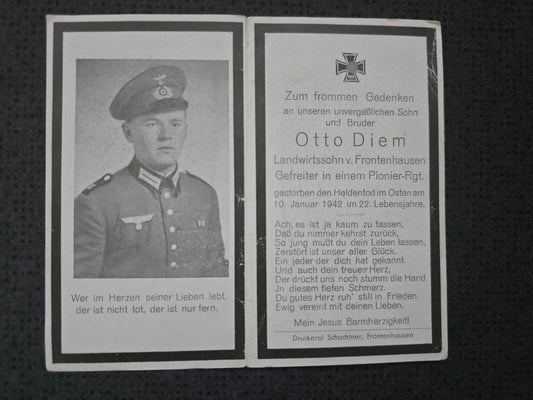 Wer im Herzen seiner Lieben lebt,
der ist nicht tot, der ist nur fern.
Zum frommen Gedenken
an unseren unvergeßlichen Sohn
und Bruder
Otto Diem
Landwirtssohn v. Frontenhausen
Gefreiter in einem Pionier-Rgt.
gestorben den Heldentod im Osten am
10. Januar 1942 im 22. Lebensjahre.
Ach, es ist ja kaum zu fassen,
Daß du nimmer kehrst zurück,
So jung mußt du dein Leben lassen,
Zerstört ist unser alles Glück.
Ein jeder der dich hat gekannt
Und auch dein treues Herz,
Der drückt uns noch stumm die Hand
Jn diesem tiefen Schmerz.
Du gutes Herz ruh' still in Frieden
Ewig vereint mit deinen Lieben.
Mein Jesus Barmherzigkeit!
Druckerei Schachtner, Frontenhausen